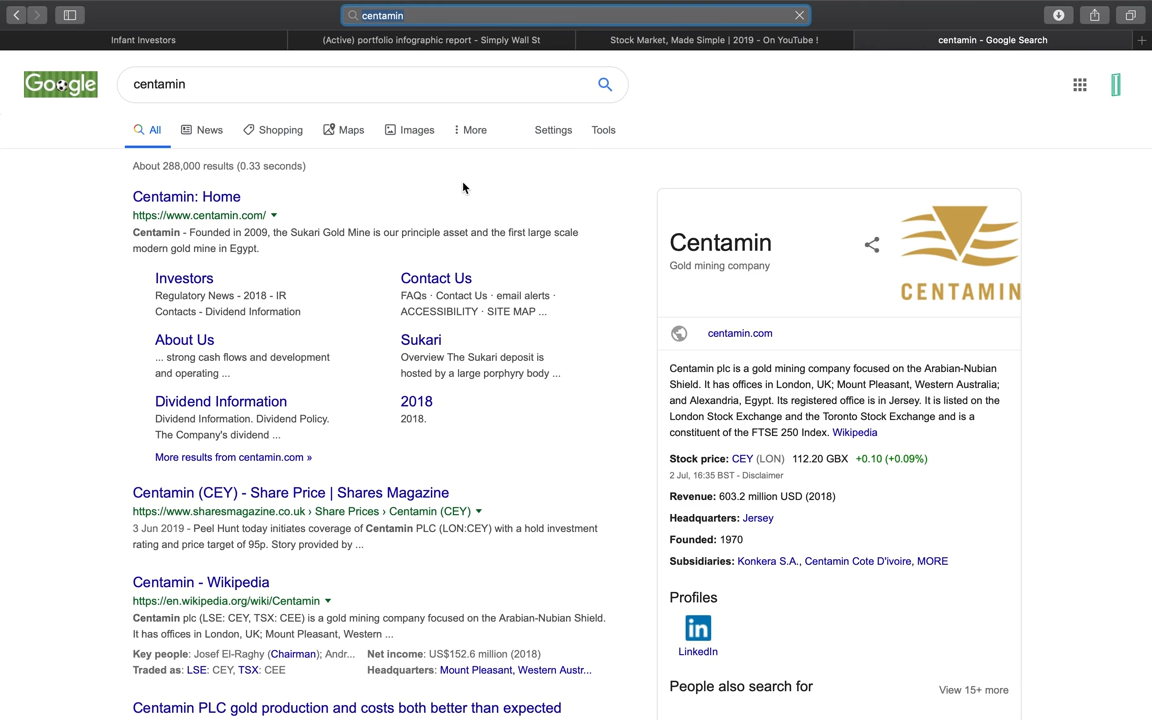 centamin
Infant Investors
(Active) portfolio infographic report - Simply Wall St
Stock Market, Made Simple | 2019 - On YouTube !
centamin - Google Search
Google
centamin
All
News
Shopping
Maps
Images
More
Settings
Tools
About 288,000 results (0.33 seconds)
Centamin: Home
https://www.centamin.com/
Centamin - Founded in 2009, the Sukari Gold Mine is our principle asset and the first large scale
modern gold mine in Egypt.
Investors
Regulatory News - 2018 - IR
Contacts - Dividend Information
Contact Us
FAQs · Contact Us · email alerts ·
ACCESSIBILITY · SITE MAP ...
About Us
... strong cash flows and development
and operating ...
Sukari
Overview The Sukari deposit is
hosted by a large porphyry body ...
Dividend Information
Dividend Information. Dividend Policy.
The Company's dividend ...
2018
2018.
More results from centamin.com »
Centamin (CEY) - Share Price | Shares Magazine
https://www.sharesmagazine.co.uk › Share Prices › Centamin (CEY)
3 Jun 2019 - Peel Hunt today initiates coverage of Centamin PLC (LON:CEY) with a hold investment
rating and price target of 95p. Story provided by ...
Centamin - Wikipedia
https://en.wikipedia.org/wiki/Centamin
Centamin plc (LSE: CEY, TSX: CEE) is a gold mining company focused on the Arabian-Nubian Shield.
It has offices in London, UK; Mount Pleasant, Western ...
Key people: Josef El-Raghy (Chairman); Andr...
Net income: US$152.6 million (2018)
Traded as: LSE: CEY, TSX: CEE
Headquarters: Mount Pleasant, Western Austr...
Centamin PLC gold production and costs both better than expected
Centamin
Gold mining company
CENTAMIN
centamin.com
Centamin plc is a gold mining company focused on the Arabian-Nubian
Shield. It has offices in London, UK; Mount Pleasant, Western Australia;
and Alexandria, Egypt. Its registered office is in Jersey. It is listed on the
London Stock Exchange and the Toronto Stock Exchange and is a
constituent of the FTSE 250 Index. Wikipedia
Stock price: CEY (LON) 112.20 GBX +0.10 (+0.09%)
2 Jul, 16:35 BST - Disclaimer
Revenue: 603.2 million USD (2018)
Headquarters: Jersey
Founded: 1970
Subsidiaries: Konkera S.A., Centamin Cote D'ivoire, MORE
Profiles
in
LinkedIn
People also search for
View 15+ more